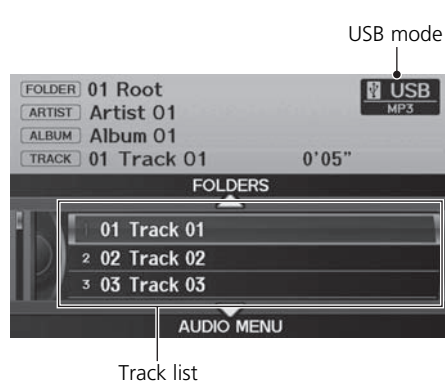 USB mode
FOLDER 01 Root
USB
MP3
ARTIST Artist 01
ALBUM Album 01
TRACK 01 Track 01 0'05"
FOLDERS
1 01 Track 01
2 02 Track 02
3 03 Track 03
AUDIO MENU
Track list